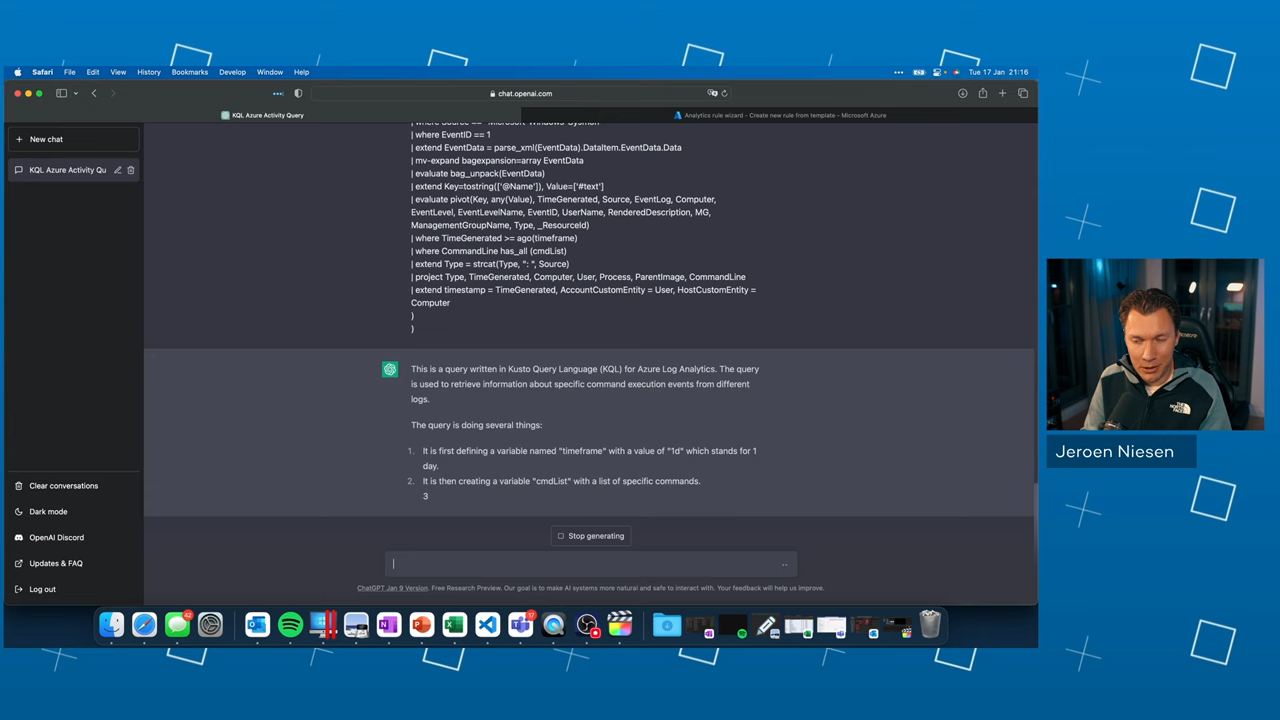 Safari File Edit View History Bookmarks Develop Window Help
Tue 17 Jan 21:16
chat.openai.com
KQL Azure Activity Query
Analytics rule wizard - Create new rule from template - Microsoft Azure
New chat
KQL Azure Activity Qu
| where EventID == 1
| extend EventData = parse_xml(EventData).DataItem.EventData.Data
| mv-expand bagexpansion=array EventData
| evaluate bag_unpack(EventData)
| extend Key=tostring(['@Name']), Value=['#text']
| evaluate pivot(Key, any(Value), TimeGenerated, Source, EventLog, Computer,
EventLevel, EventLevelName, EventID, UserName, RenderedDescription, MG,
ManagementGroupName, Type, _ResourceId)
| where TimeGenerated >= ago(timeframe)
| where CommandLine has_all (cmdList)
| extend Type = strcat(Type, ": ", Source)
| project Type, TimeGenerated, Computer, User, Process, ParentImage, CommandLine
| extend timestamp = TimeGenerated, AccountCustomEntity = User, HostCustomEntity =
Computer
)
)
This is a query written in Kusto Query Language (KQL) for Azure Log Analytics. The query
is used to retrieve information about specific command execution events from different
logs.
The query is doing several things:
1. It is first defining a variable named "timeframe" with a value of "1d" which stands for 1
day.
2. It is then creating a variable "cmdList" with a list of specific commands.
3
Stop generating
ChatGPT Jan 9 Version. Free Research Preview. Our goal is to make AI systems more natural and safe to interact with. Your feedback will help us improve.
Clear conversations
Dark mode
OpenAI Discord
Updates & FAQ
Log out
42
17
Jeroen Niesen